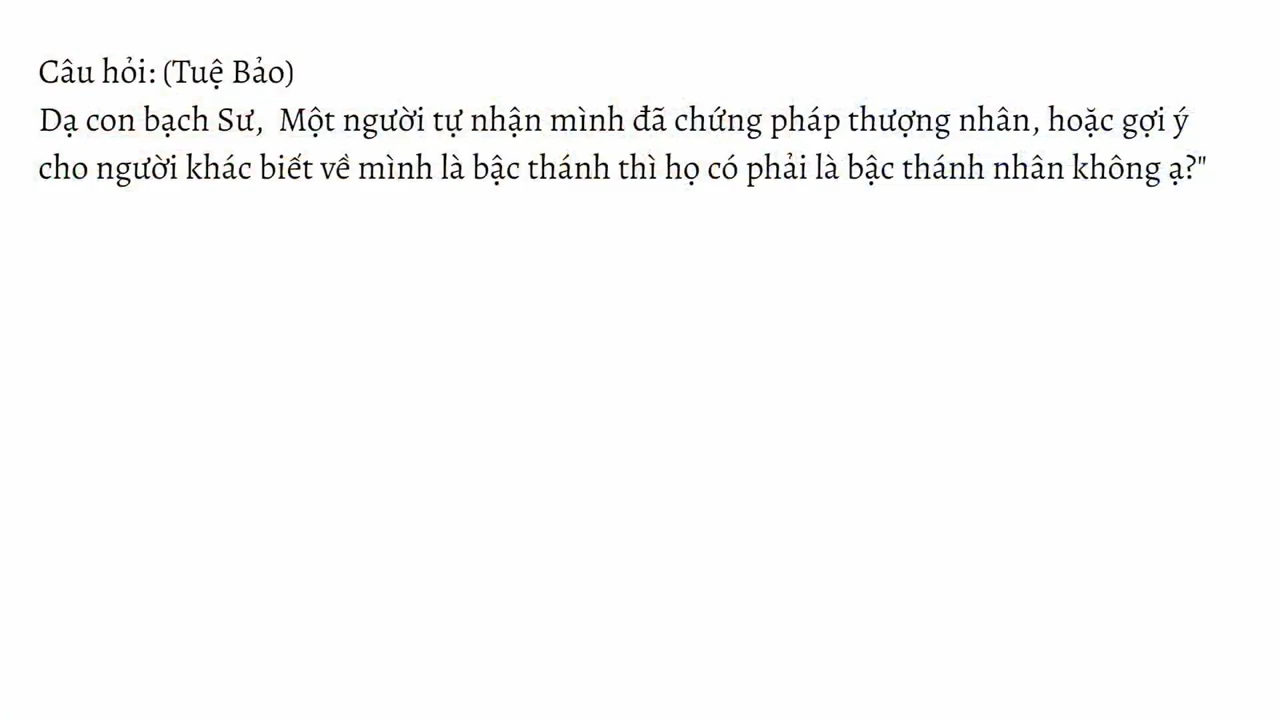 Câu hỏi: (Tuệ Bảo)
Dạ con bạch Sư, Một người tự nhận mình đã chứng pháp thượng nhân, hoặc gợi ý
cho người khác biết về mình là bậc thánh thì họ có phải là bậc thánh nhân không ạ?"